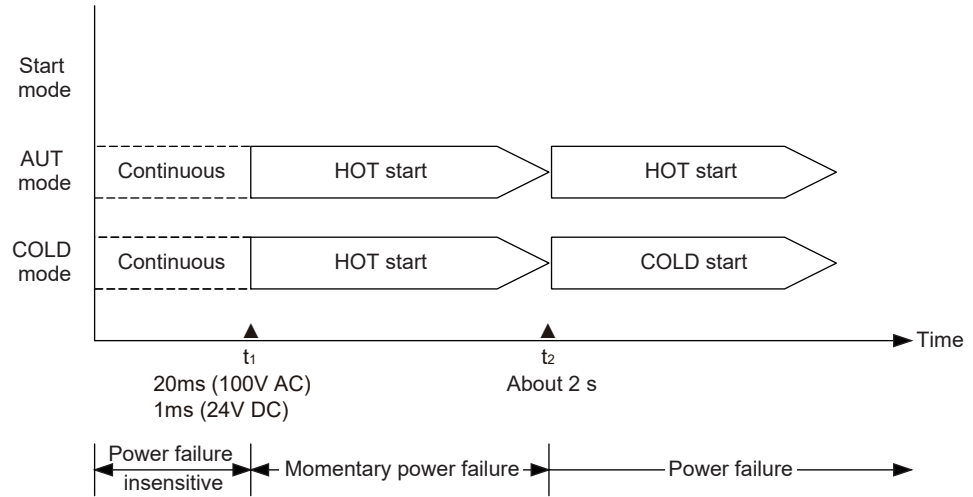 Start
mode
AUT
mode
Continuous
HOT start
HOT start
COLD
mode
Continuous
HOT start
COLD start
Time
t1
t2
20ms (100V AC)
1ms (24V DC)
About 2 s
Power failure
insensitive
Momentary power failure
Power failure